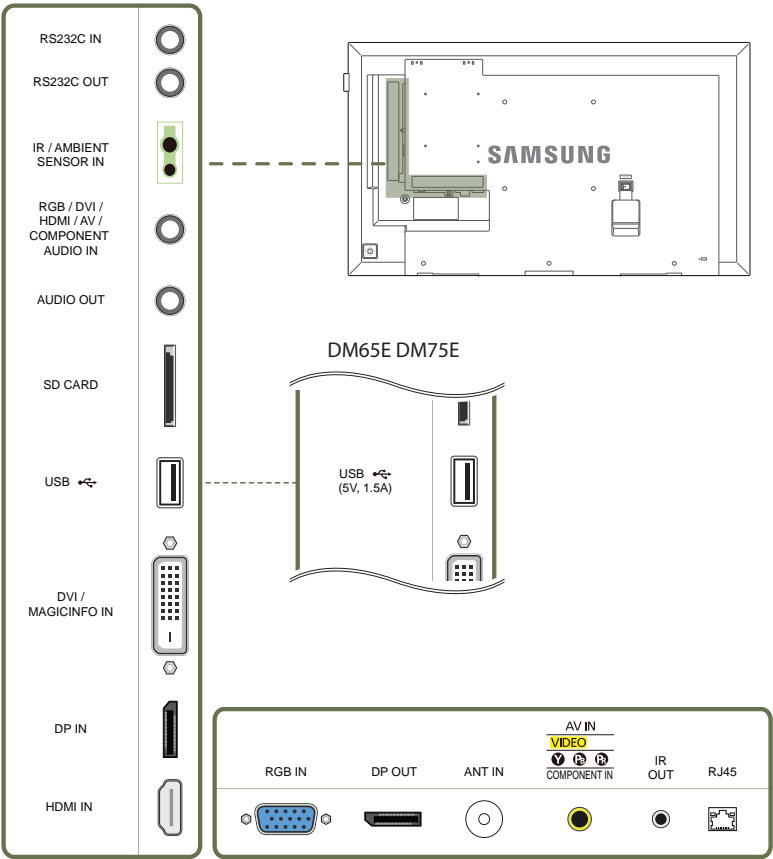 RS232C IN
RS232C OUT
IR / AMBIENT
SENSOR IN
RGB / DVI /
HDMI / AV /
COMPONENT
AUDIO IN
AUDIO OUT
SD CARD
USB
DVI /
MAGICINFO IN
DP IN
HDMI IN
SAMSUNG
DM65E DM75E
USB
(5V, 1.5A)
RGB IN
DP OUT
ANT IN
AV IN
VIDEO
Y PB PR
COMPONENT IN
IR
OUT
RJ45